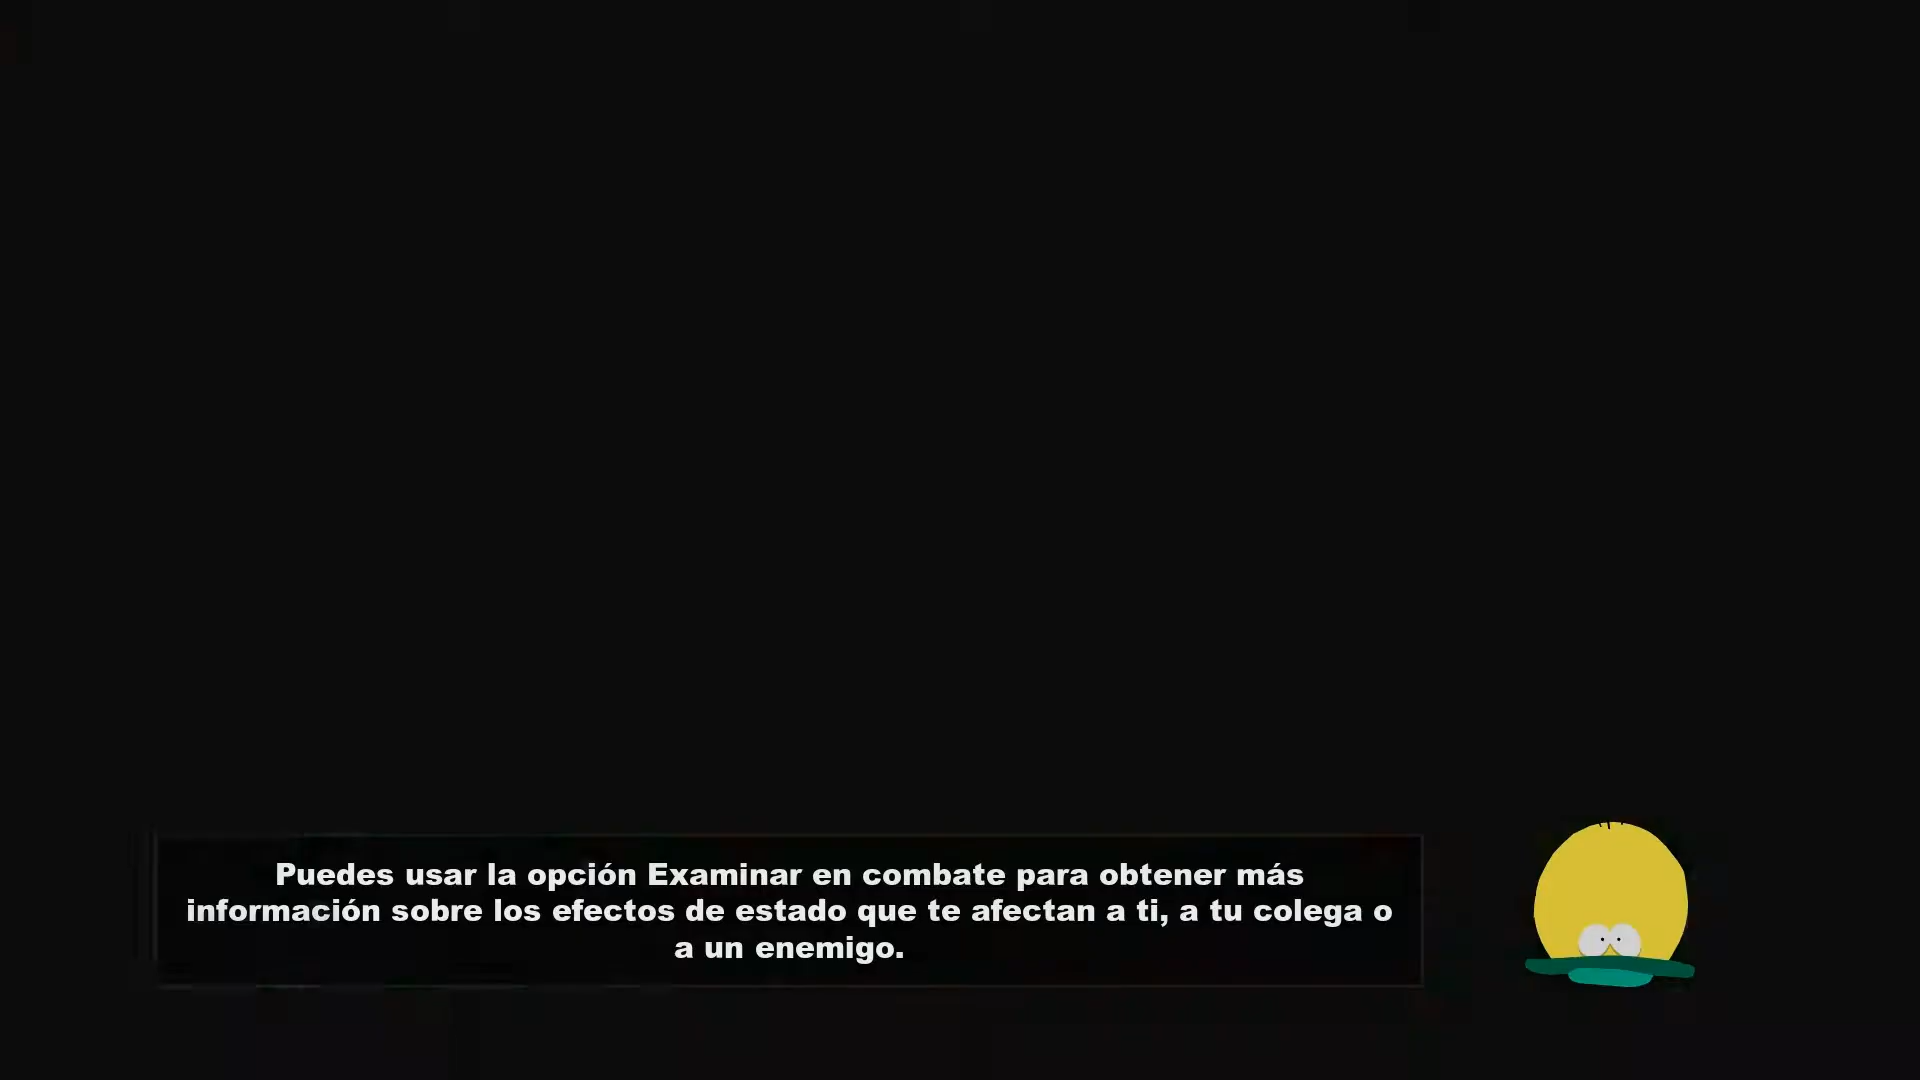 Puedes usar la opción Examinar en combate para obtener más
información sobre los efectos de estado que te afectan a ti, a tu colega o
a un enemigo.